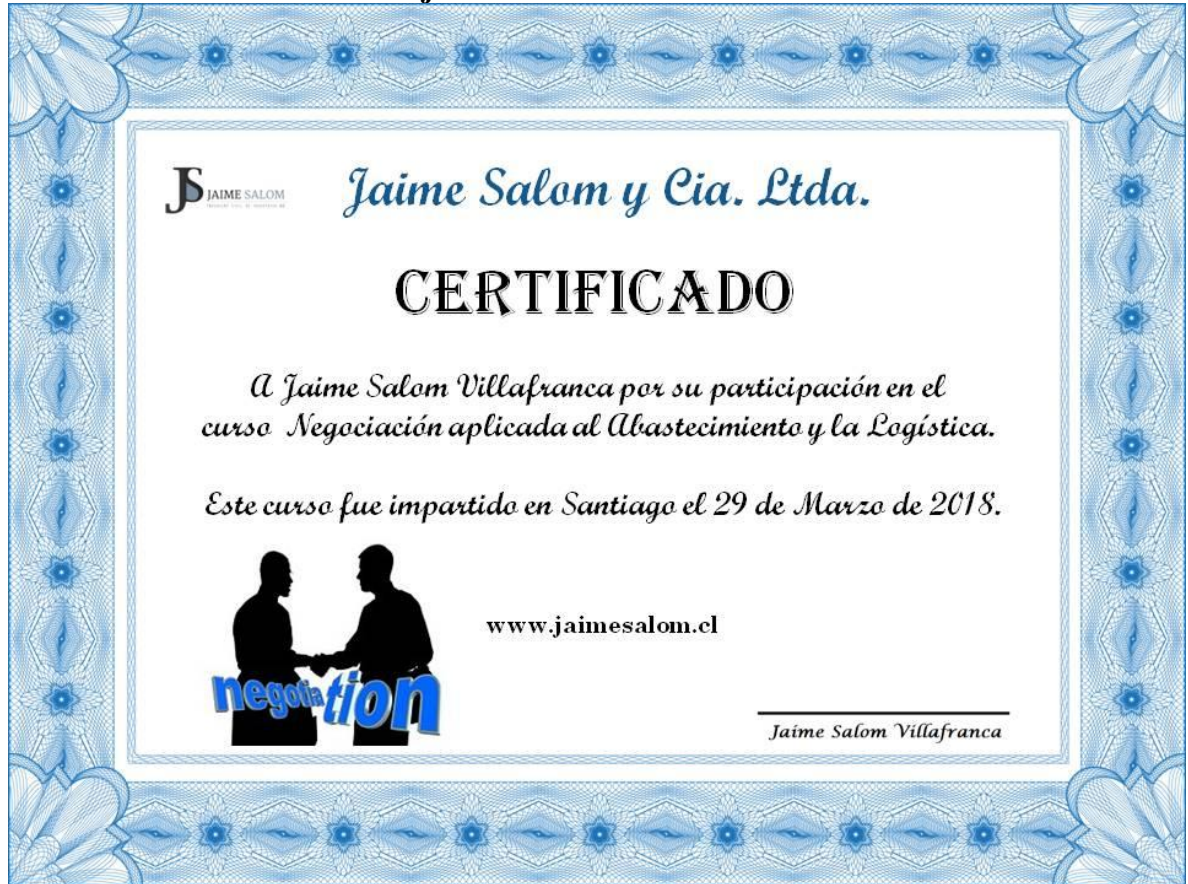 JS JAIME SALOM
Jaime Salom y Cia. Ltda.
CERTIFICADO
A Jaime Salom Villafranca por su participación en el
curso Negociación aplicada al Abastecimiento y la Logística.
Este curso fue impartido en Santiago el 29 de Marzo de 2018.
www.jaimesalom.cl
negotiation
Jaime Salom Villafranca